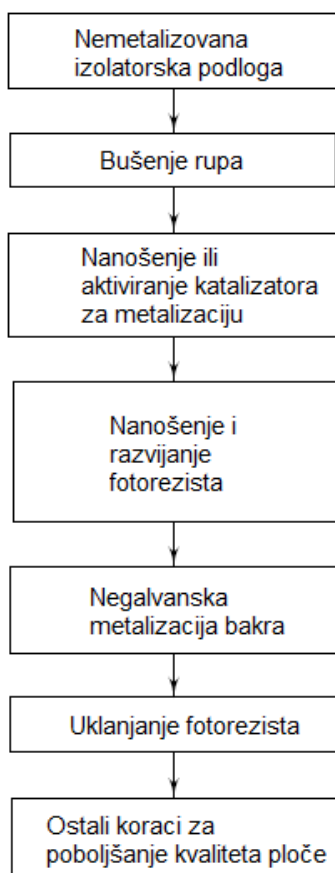 Nemetalizovana
izolatorska podloga
Bušenje rupa
Nanošenje ili
aktiviranje katalizatora
za metalizaciju
Nanošenje i
razvijanje
fotorezista
Negalvanska
metalizacija bakra
Uklanjanje fotorezista
Ostali koraci za
poboljšanje kvaliteta ploče